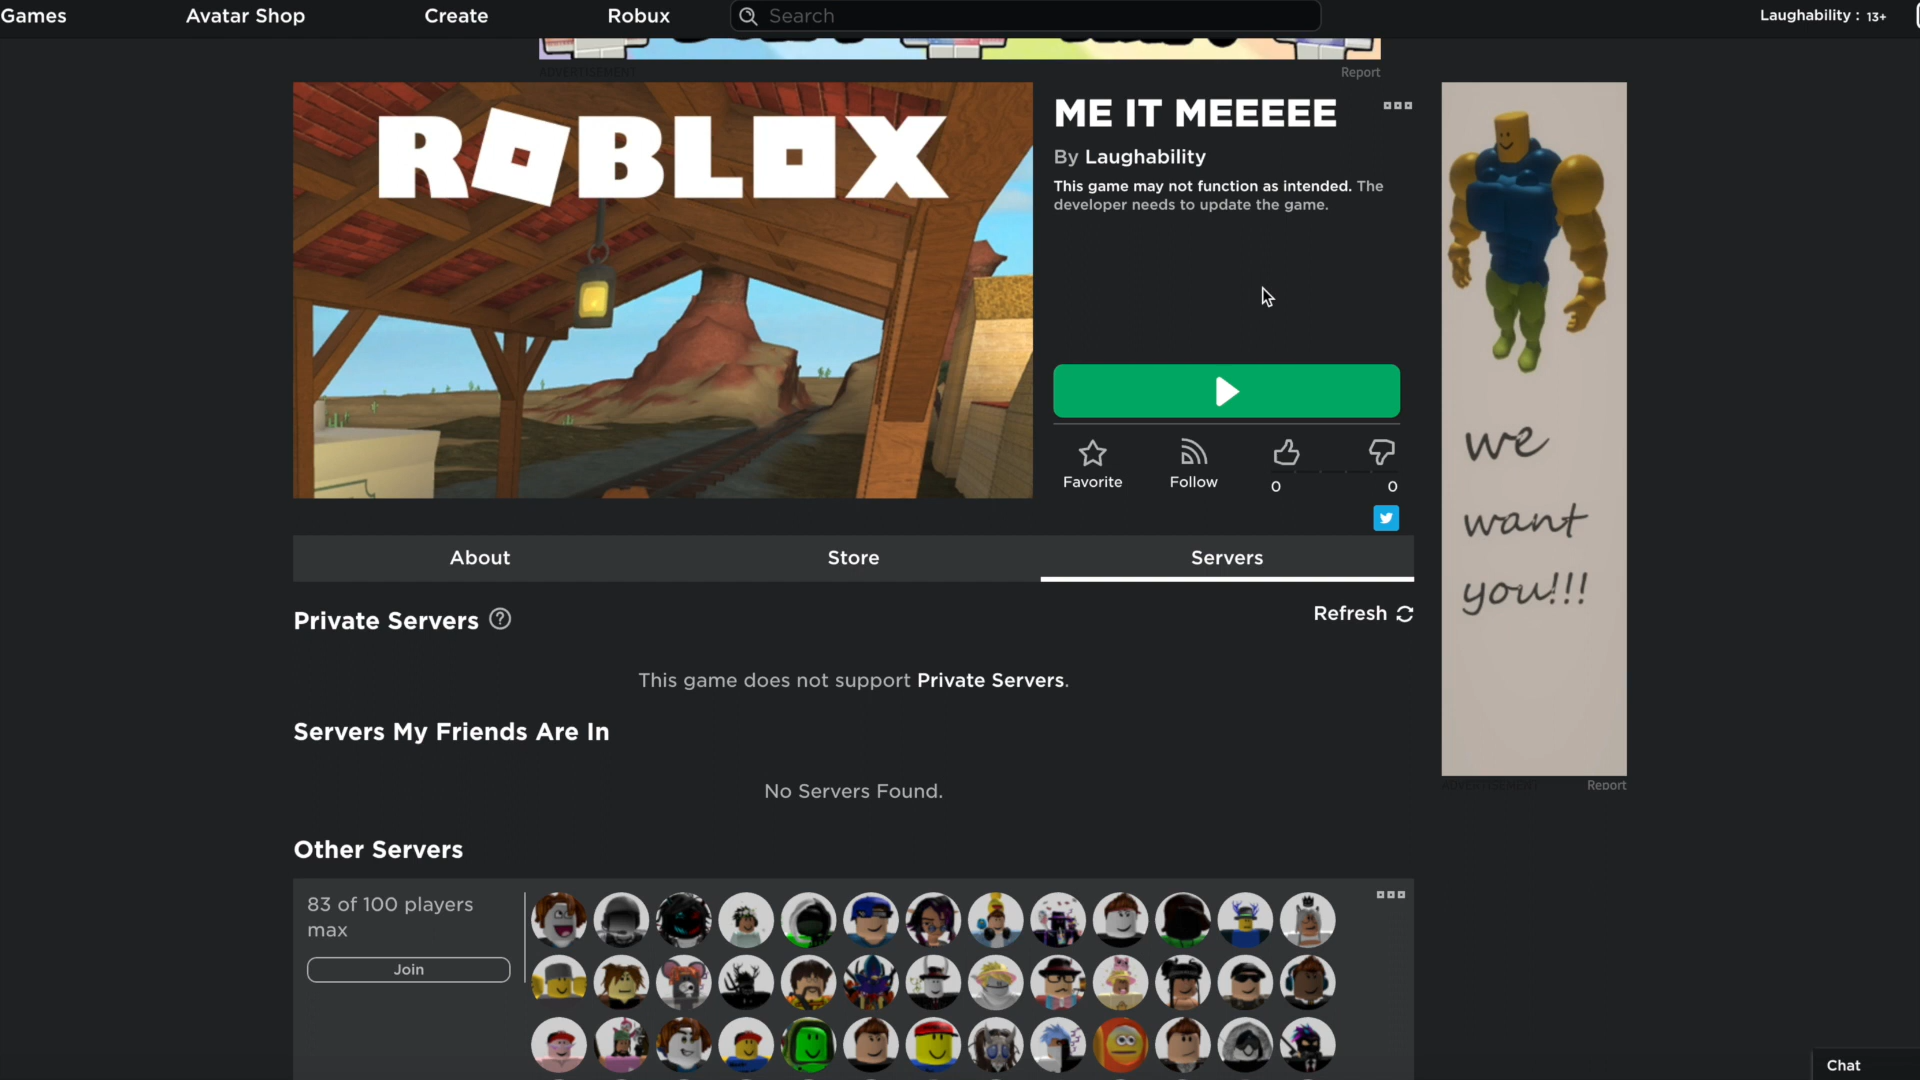 Games Avatar Shop Create Robux Search Laughability : 13+
ADVERTISEMENT Report
ROBLOX
ME IT MEEEEE
By Laughability
This game may not function as intended. The
developer needs to update the game.
Favorite Follow 0 0
we
want
you!!!
ADVERTISEMENT Report
About Store Servers
Private Servers ? Refresh
This game does not support Private Servers.
Servers My Friends Are In
No Servers Found.
Other Servers
83 of 100 players
max
Join
Chat